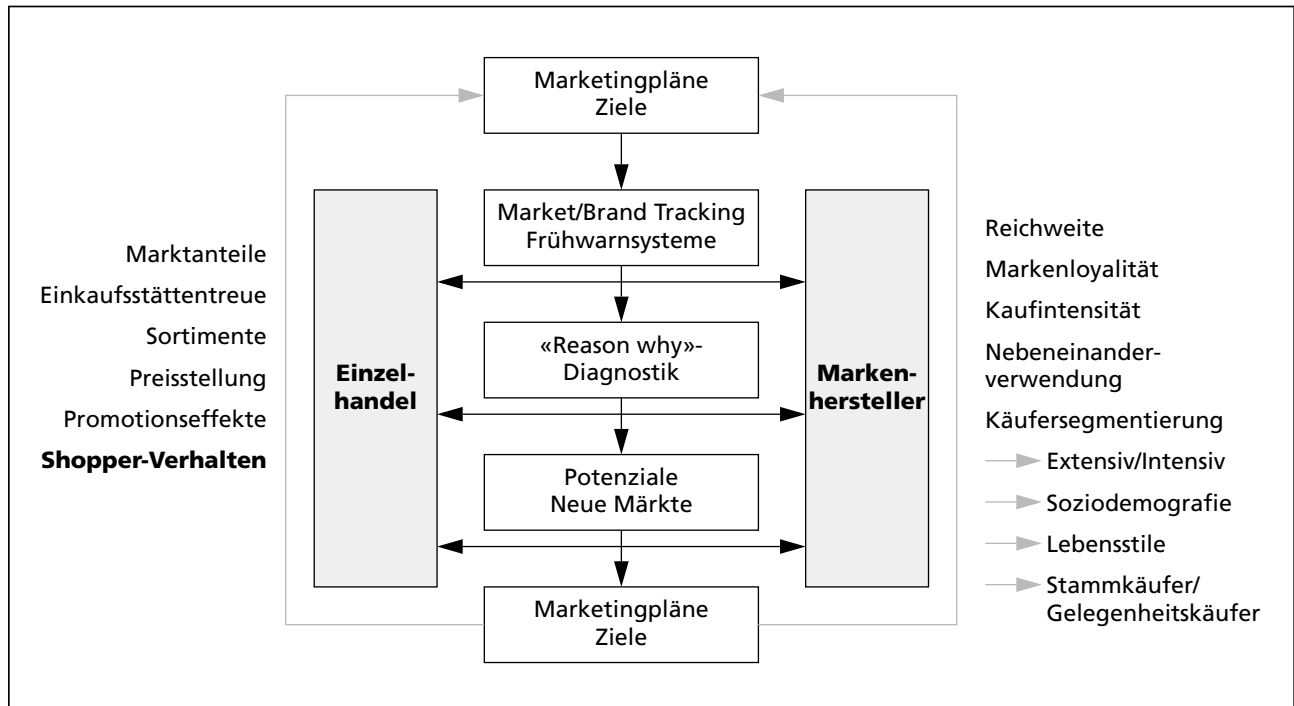 Marketingpläne
Ziele
Market/Brand Tracking
Frühwarnsysteme
«Reason why»-
Diagnostik
Potenziale
Neue Märkte
Marketingpläne
Ziele
Einzel-
handel
Marken-
hersteller
Marktanteile
Einkaufsstättentreue
Sortimente
Preisstellung
Promotionseffekte
Shopper-Verhalten
Reichweite
Markenloyalität
Kaufintensität
Nebeneinander-
verwendung
Käufersegmentierung
Extensiv/Intensiv
Soziodemografie
Lebensstile
Stammkäufer/
Gelegenheitskäufer